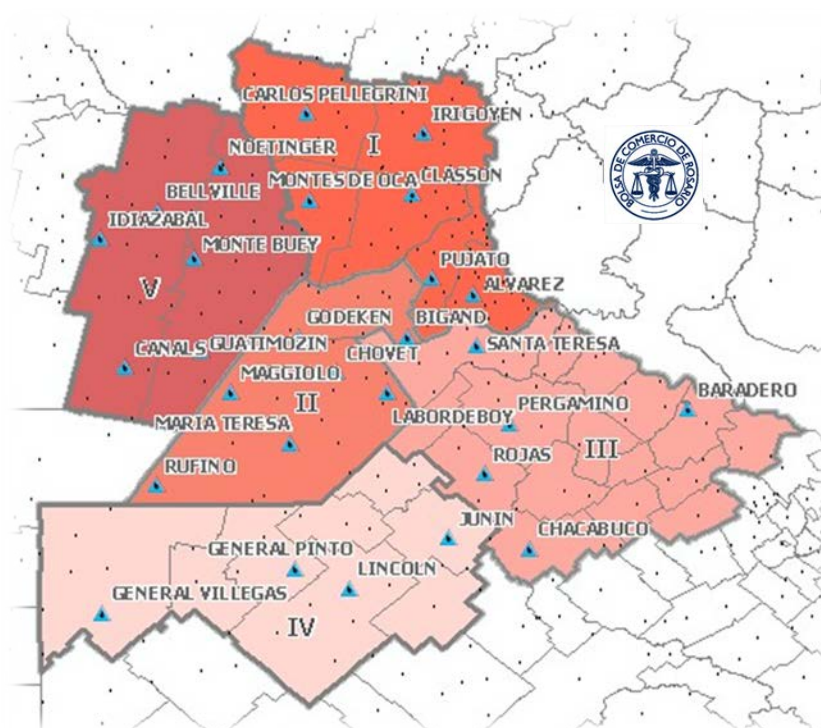 CARLOS PELLEGRINI
IRIGOYEN
I
NOETINGER
BELLVILLE
MONTES DE OCA
CLASSON
BOLSA DE COMERCIO DE ROSARIO
IDIAZABAL
MONTE BUEY
V
PUJATO
ALVAREZ
GODEKEN
BIGAND
CANALS
GUATIMOZIN
CHOVET
SANTA TERESA
MAGGIOLO
II
BARADERO
MARIA TERESA
LABORDEBOY
PERGAMINO
III
RUFINO
ROJAS
JUNIN
CHACABUCO
GENERAL PINTO
LINCOLN
GENERAL VILLEGAS
IV